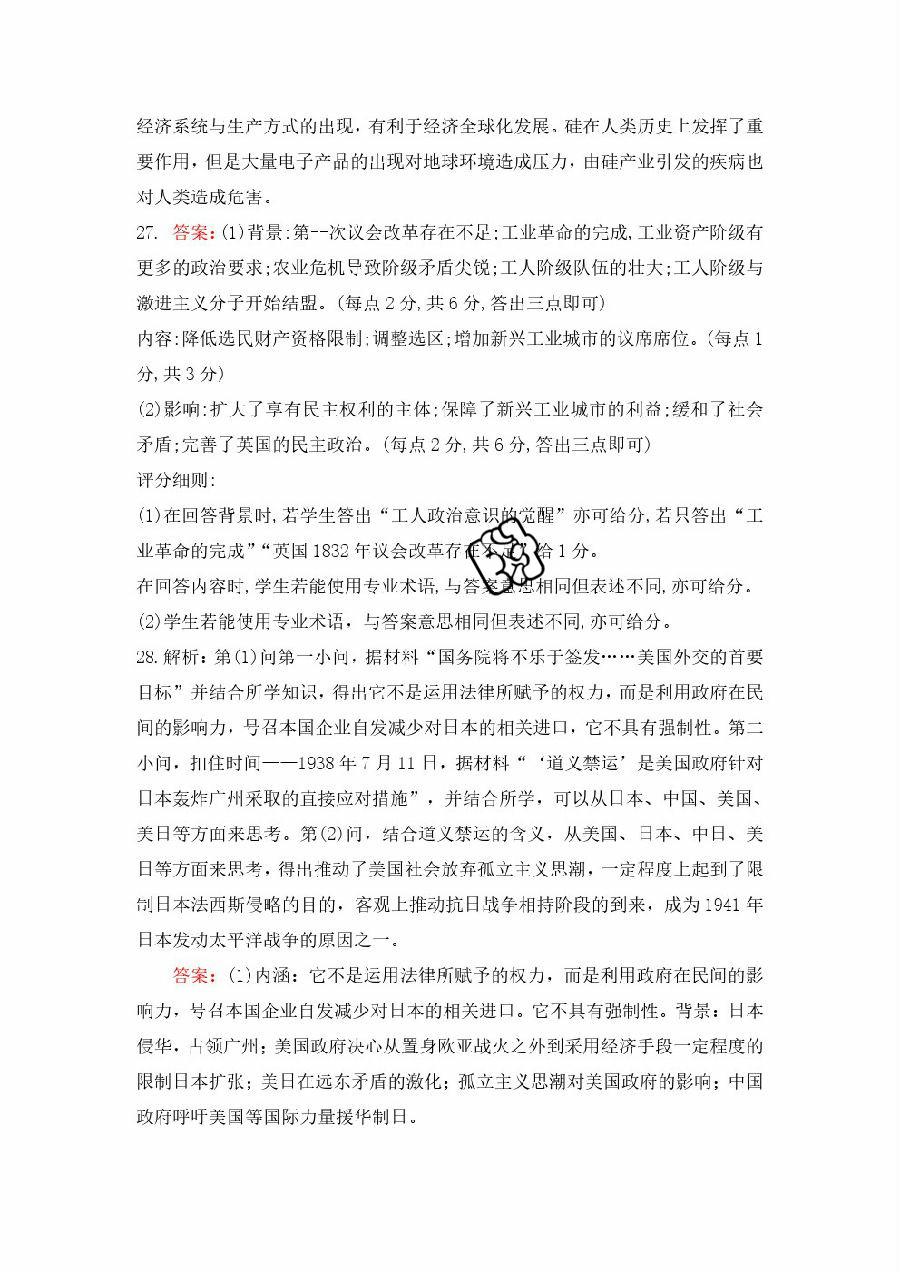 经济系统与生产方式的出现，有利于经济全球化发展。硅在人类历史上发挥了重
要作用，但是大量电子产品的出现对地球环境造成压力，由硅产业引发的疾病也
对人类造成危害。
27. 答案:(1)背景:第一次议会改革存在不足;工业革命的完成,工业资产阶级有
更多的政治要求;农业危机导致阶级矛盾尖锐;工人阶级队伍的壮大;工人阶级与
激进主义分子开始结盟。(每点2分,共6分,答出三点即可)
内容:降低选民财产资格限制;调整选区;增加新兴工业城市的议席席位。(每点1
分,共3分)
(2)影响:扩大了享有民主权利的主体;保障了新兴工业城市的利益;缓和了社会
矛盾;完善了英国的民主政治。(每点2分,共6分,答出三点即可)
评分细则:
(1)在回答背景时,若学生答出“工人政治意识的觉醒”亦可给分,若只答出“工
业革命的完成”“英国1832年议会改革存在不足”给1分。
在回答内容时,学生若能使用专业术语,与答案意思相同但表述不同,亦可给分。
(2)学生若能使用专业术语，与答案意思相同但表述不同,亦可给分。
28.解析：第(1)问第一小问，据材料“国务院将不乐于签发……美国外交的首要
目标”并结合所学知识，得出它不是运用法律所赋予的权力，而是利用政府在民
间的影响力，号召本国企业自发减少对日本的相关进口，它不具有强制性。第二
小问，扣住时间——1938年7月11日，据材料“‘道义禁运’是美国政府针对
日本轰炸广州采取的直接应对措施”，并结合所学，可以从日本、中国、美国、
美日等方面来思考。第(2)问，结合道义禁运的含义，从美国、日本、中日、美
日等方面来思考，得出推动了美国社会放弃孤立主义思潮，一定程度上起到了限
制日本法西斯侵略的目的，客观上推动抗日战争相持阶段的到来，成为1941年
日本发动太平洋战争的原因之一。
答案：(1)内涵：它不是运用法律所赋予的权力，而是利用政府在民间的影
响力，号召本国企业自发减少对日本的相关进口。它不具有强制性。背景：日本
侵华，占领广州；美国政府决心从置身欧亚战火之外到采用经济手段一定程度的
限制日本扩张；美日在远东矛盾的激化；孤立主义思潮对美国政府的影响；中国
政府呼吁美国等国际力量援华制日。